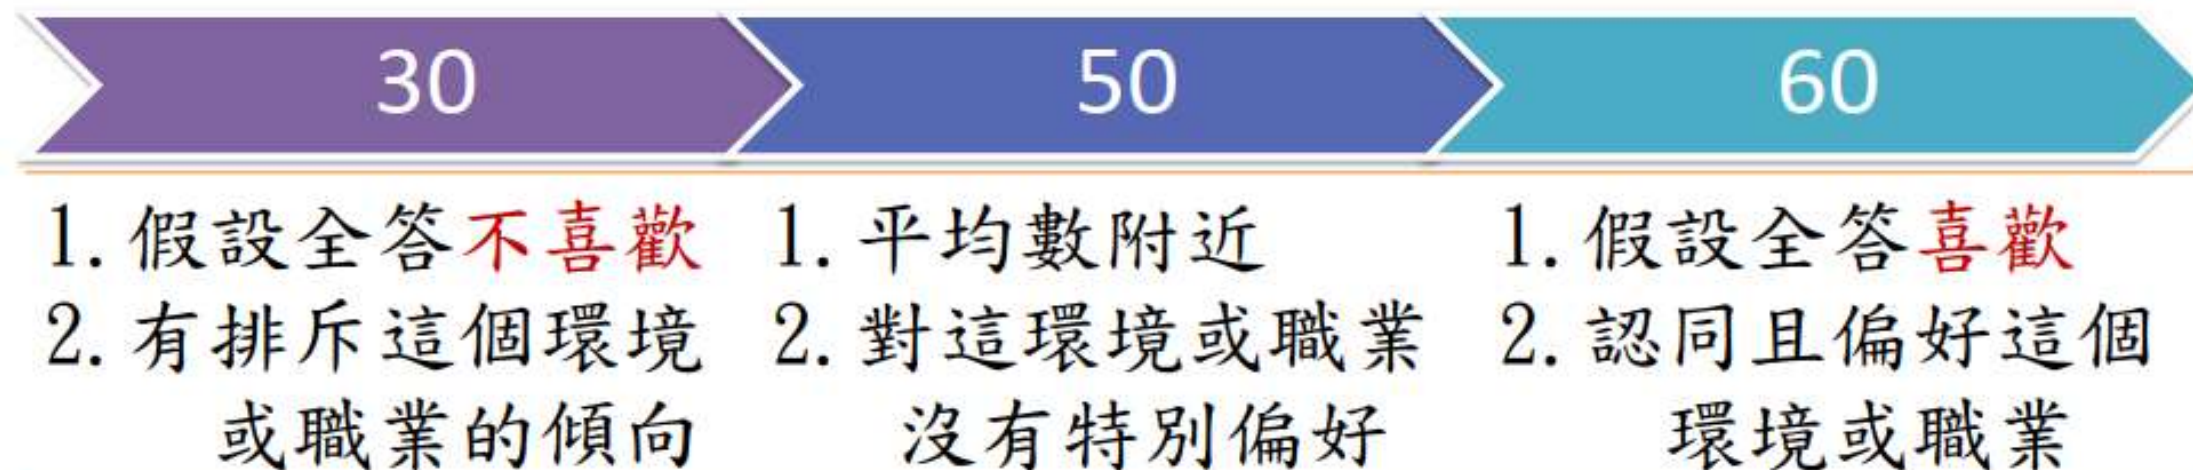 30
1. 假設全答不喜歡
2. 有排斥這個環境
或職業的傾向
50
1. 平均數附近
2. 對這環境或職業
沒有特別偏好
60
1. 假設全答喜歡
2. 認同且偏好這個
環境或職業